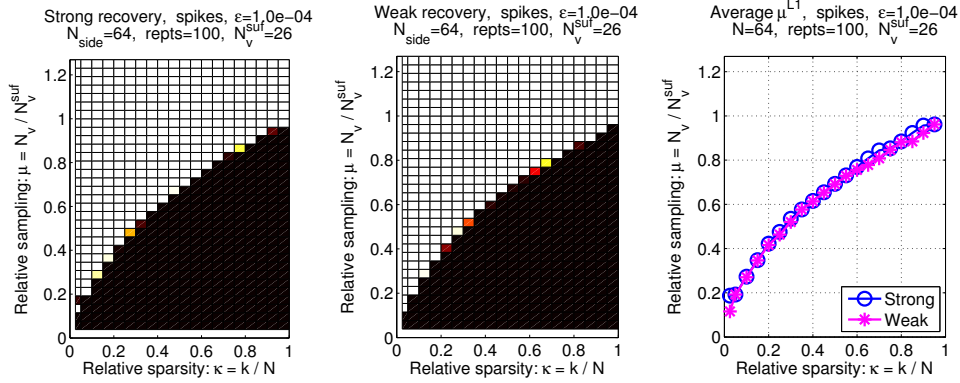 Strong recovery, spikes, ε=1.0e−04
N_side=64, repts=100, N_v^suf=26
Relative sampling: μ = N_v / N_v^suf
1.2
1
0.8
0.6
0.4
0.2
0
0 0.2 0.4 0.6 0.8 1
Relative sparsity: κ = k / N
Weak recovery, spikes, ε=1.0e−04
N_side=64, repts=100, N_v^suf=26
Relative sampling: μ = N_v / N_v^suf
1.2
1
0.8
0.6
0.4
0.2
0
0 0.2 0.4 0.6 0.8 1
Relative sparsity: κ = k / N
Average μ^L1, spikes, ε=1.0e−04
N=64, repts=100, N_v^suf=26
Relative sampling: μ = N_v / N_v^suf
1.2
1
0.8
0.6
0.4
0.2
0
Strong
Weak
0 0.2 0.4 0.6 0.8 1
Relative sparsity: κ = k / N